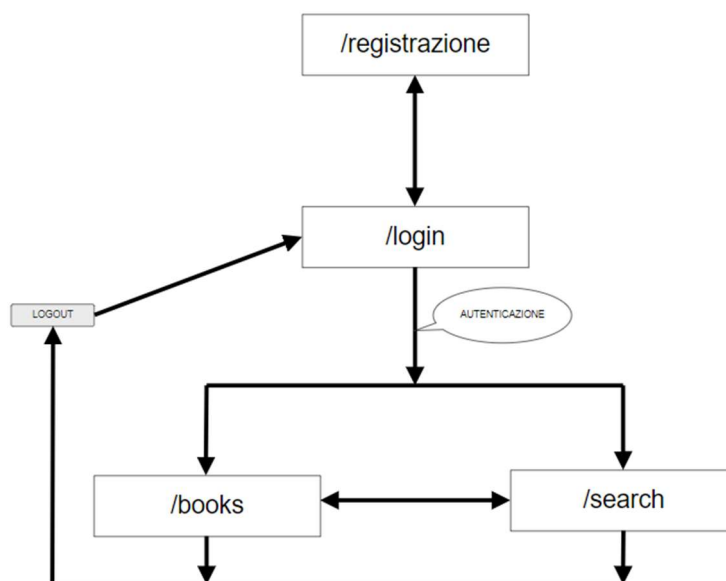 /registrazione
/login
LOGOUT
AUTENTICAZIONE
/books
/search